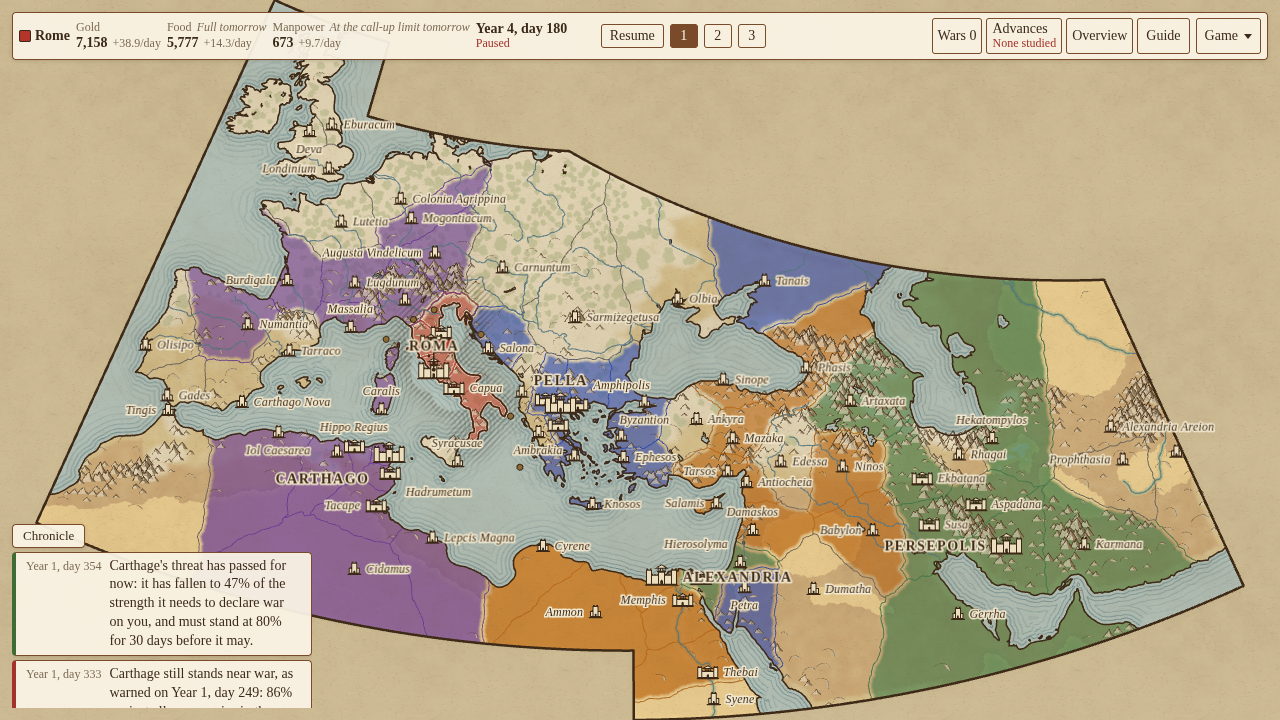 Rome
Gold
7,158 +38.9/day
Food Full tomorrow
5,777 +14.3/day
Manpower At the call-up limit tomorrow
673 +9.7/day
Year 4, day 180
Paused
Resume
1
2
3
Wars 0
Advances
None studied
Overview
Guide
Game
Eburacum
Deva
Londinium
Colonia Agrippina
Lutetia
Mogontiacum
Augusta Vindelicum
Carnuntum
Burdigala
Lugdunum
Tanais
Olbia
Massalia
Numantia
Sarmizegetusa
Olisipo
Tarraco
ROMA
Salona
Phasis
Sinope
PELLA
Amphipolis
Caralis
Capua
Gades
Carthago Nova
Artaxata
Tingis
Hippo Regius
Byzantion
Ankyra
Hekatompylos
Alexandria Areion
Syracusae
Mazaka
Iol Caesarea
Ambrakia
Ephesos
Edessa
Ninos
Rhagai
Prophthasia
Tarsos
CARTHAGO
Antiocheia
Ekbatana
Hadrumetum
Tacape
Knosos
Salamis
Damaskos
Aspadana
Susa
Babylon
Lepcis Magna
Cyrene
Hierosolyma
PERSEPOLIS
Karmana
Cidamus
ALEXANDRIA
Dumatha
Memphis
Petra
Ammon
Gerrha
Thebai
Syene
Chronicle
Year 1, day 354 Carthage's threat has passed for
now: it has fallen to 47% of the
strength it needs to declare war
on you, and must stand at 60%
for 30 days before it may.
Year 1, day 333 Carthage still stands near war, as
warned on Year 1, day 249: 86%